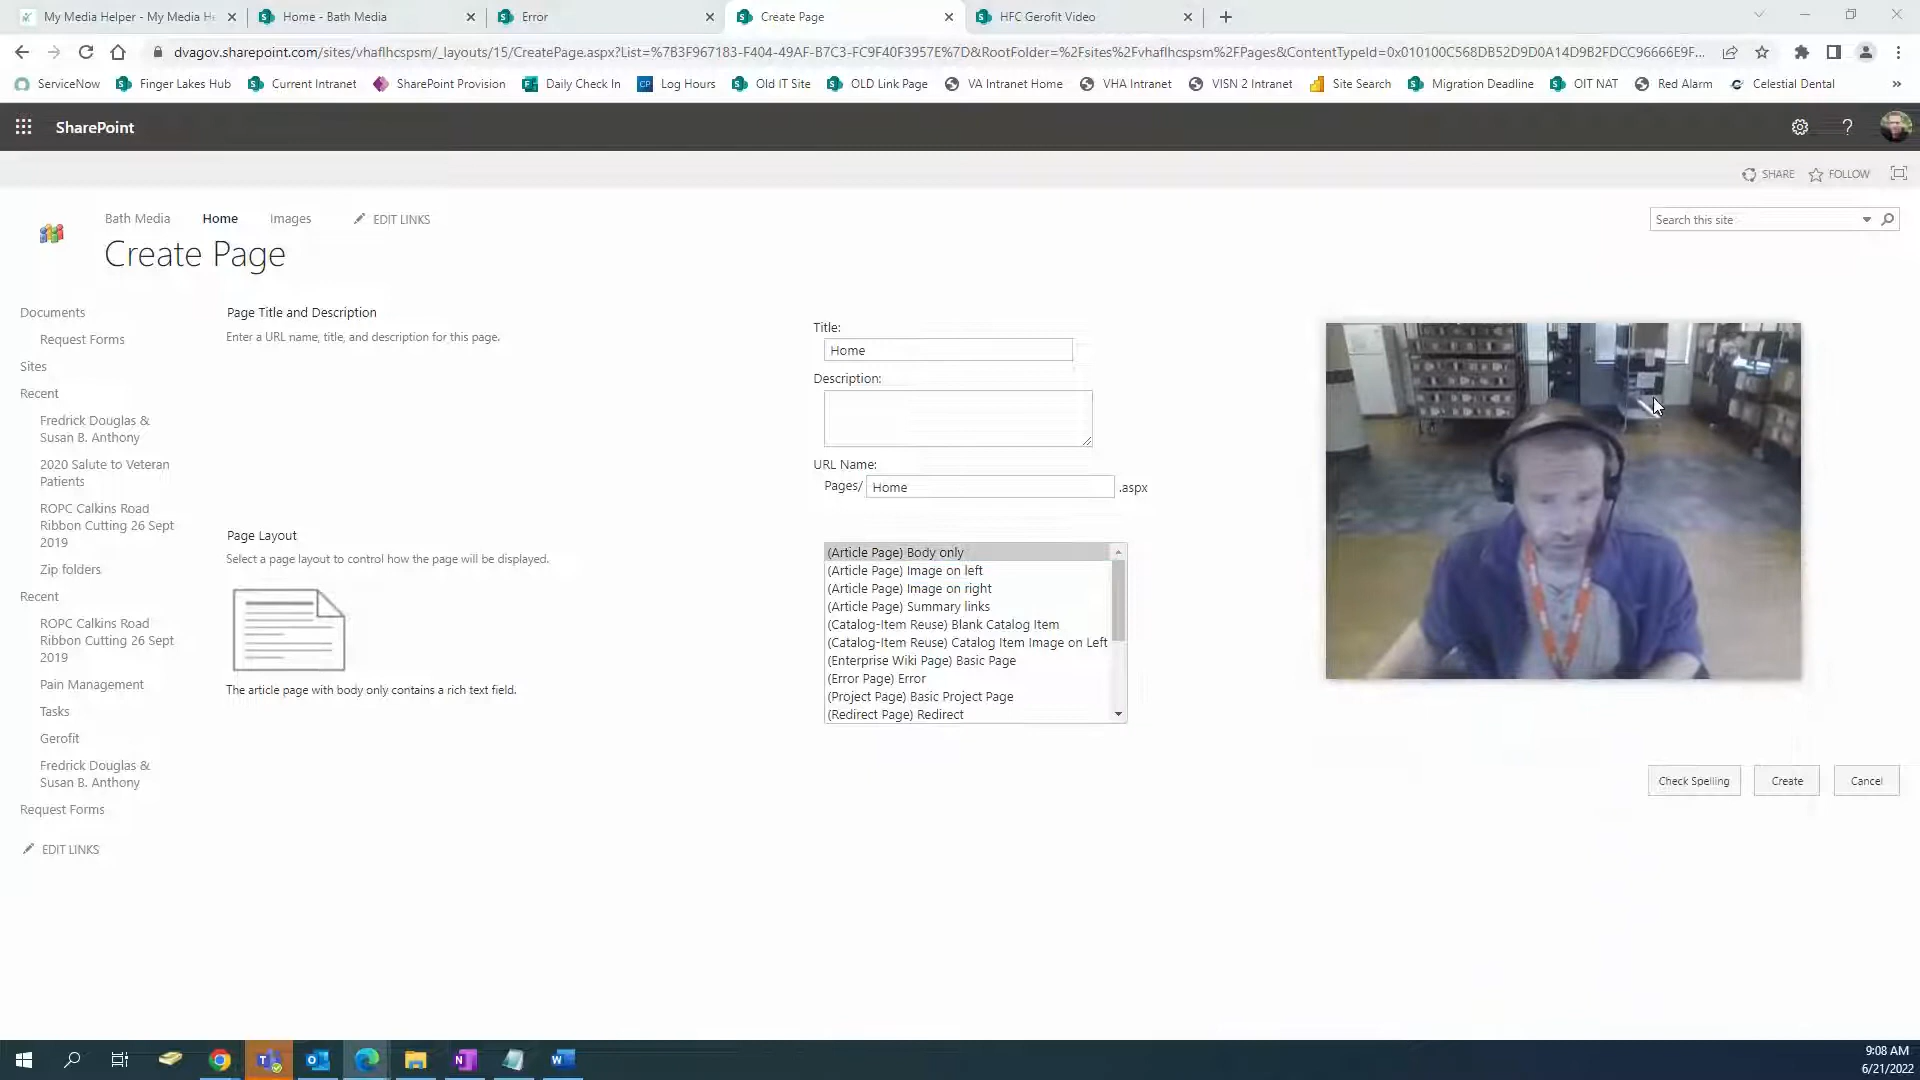 My Media Helper - My Media He
Home - Bath Media
Error
Create Page
HFC Gerofit Video
dvagov.sharepoint.com/sites/vhaflhcspsm/_layouts/15/CreatePage.aspx?List=%7B3F967183-F404-49AF-B7C3-FC9F40F3957E%7D&RootFolder=%2Fsites%2Fvhaflhcspsm%2FPages&ContentTypeId=0x010100C568DB52D9D0A14D9B2FDCC96666E9F...
ServiceNow
Finger Lakes Hub
Current Intranet
SharePoint Provision
Daily Check In
CP
Log Hours
Old IT Site
OLD Link Page
VA Intranet Home
VHA Intranet
VISN 2 Intranet
Site Search
Migration Deadline
OIT NAT
Red Alarm
Celestial Dental
»
SharePoint
?
SHARE
FOLLOW
Bath Media
Home
Images
EDIT LINKS
Search this site
Create Page
Documents
Request Forms
Sites
Recent
Fredrick Douglas &
Susan B. Anthony
2020 Salute to Veteran
Patients
ROPC Calkins Road
Ribbon Cutting 26 Sept
2019
Zip folders
Recent
ROPC Calkins Road
Ribbon Cutting 26 Sept
2019
Pain Management
Tasks
Gerofit
Fredrick Douglas &
Susan B. Anthony
Request Forms
EDIT LINKS
Page Title and Description
Enter a URL name, title, and description for this page.
Title:
Home
Description:
URL Name:
Pages/ Home .aspx
Page Layout
Select a page layout to control how the page will be displayed.
The article page with body only contains a rich text field.
(Article Page) Body only
(Article Page) Image on left
(Article Page) Image on right
(Article Page) Summary links
(Catalog-Item Reuse) Blank Catalog Item
(Catalog-Item Reuse) Catalog Item Image on Left
(Enterprise Wiki Page) Basic Page
(Error Page) Error
(Project Page) Basic Project Page
(Redirect Page) Redirect
Check Spelling
Create
Cancel
9:08 AM
6/21/2022